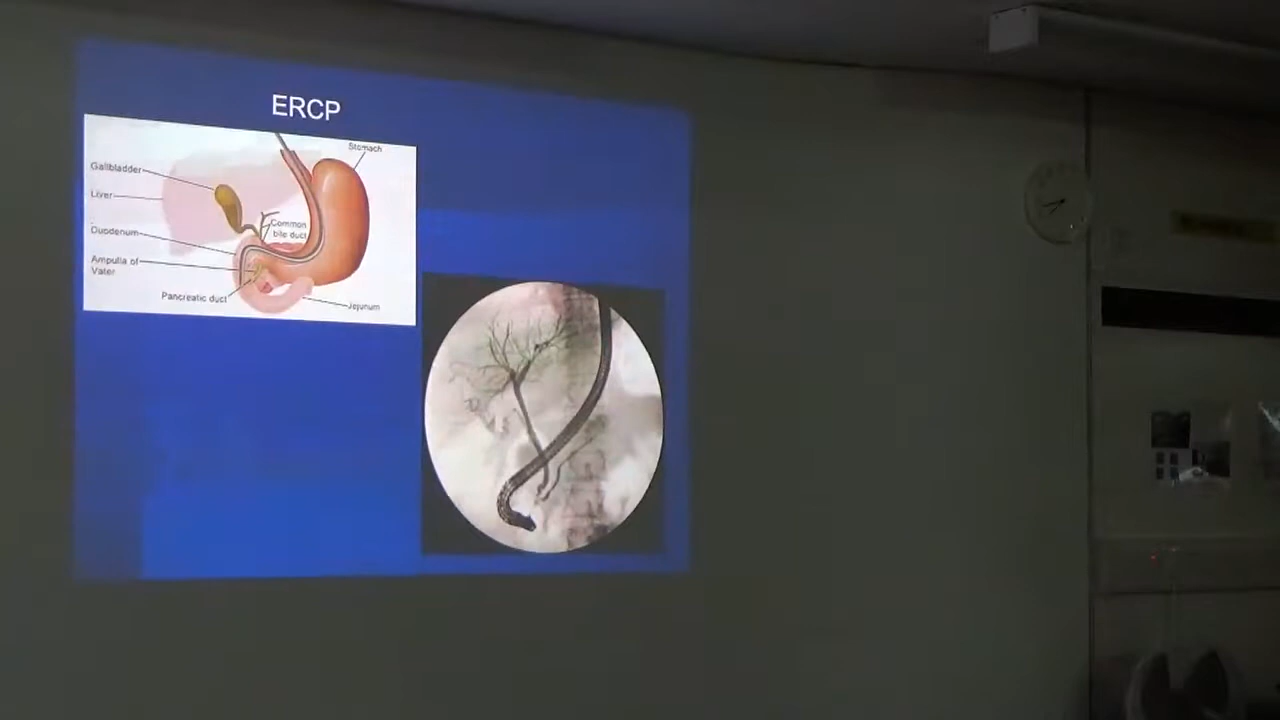 ERCP
Stomach
Gallbladder
Liver
Common
bile duct
Duodenum
Ampulla of
Vater
Pancreatic duct
Jejunum